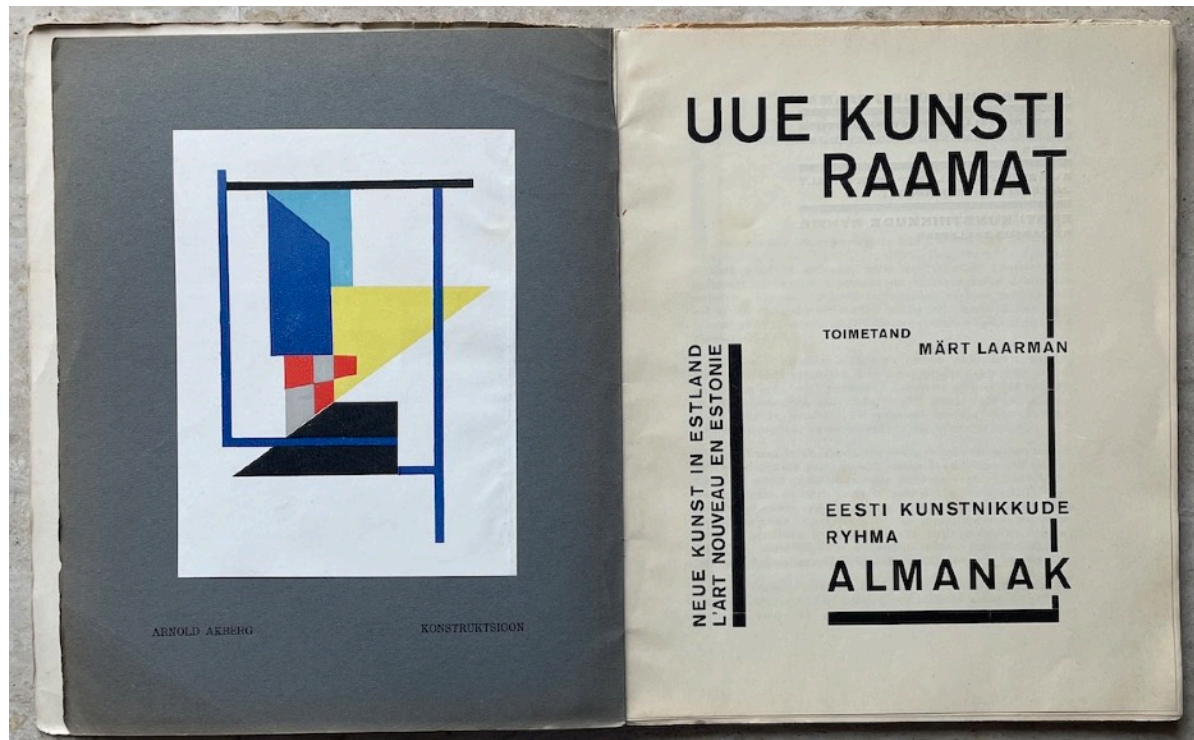 ARNOLD AKBERG
KONSTRUKTSIOON
UUE KUNSTI
RAAMAT
TOIMETAND
MÄRT LAARMAN
NEUE KUNST IN ESTLAND
L'ART NOUVEAU EN ESTONIE
EESTI KUNSTNIKKUDE
RYHMA
ALMANAK